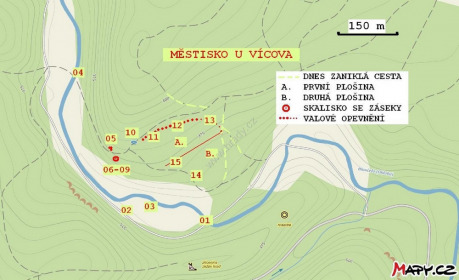 150 m
MĚSTISKO U VÍCOVA
DNES ZANIKLÁ CESTA
A. PRVNÍ PLOŠINA
B. DRUHÁ PLOŠINA
SKALISKO SE ZÁSEKY
VALOVÉ OPEVNĚNÍ
04
13
12
10
11
05
A.
B.
15
06-09
14
02
03
01
MAPY.CZ